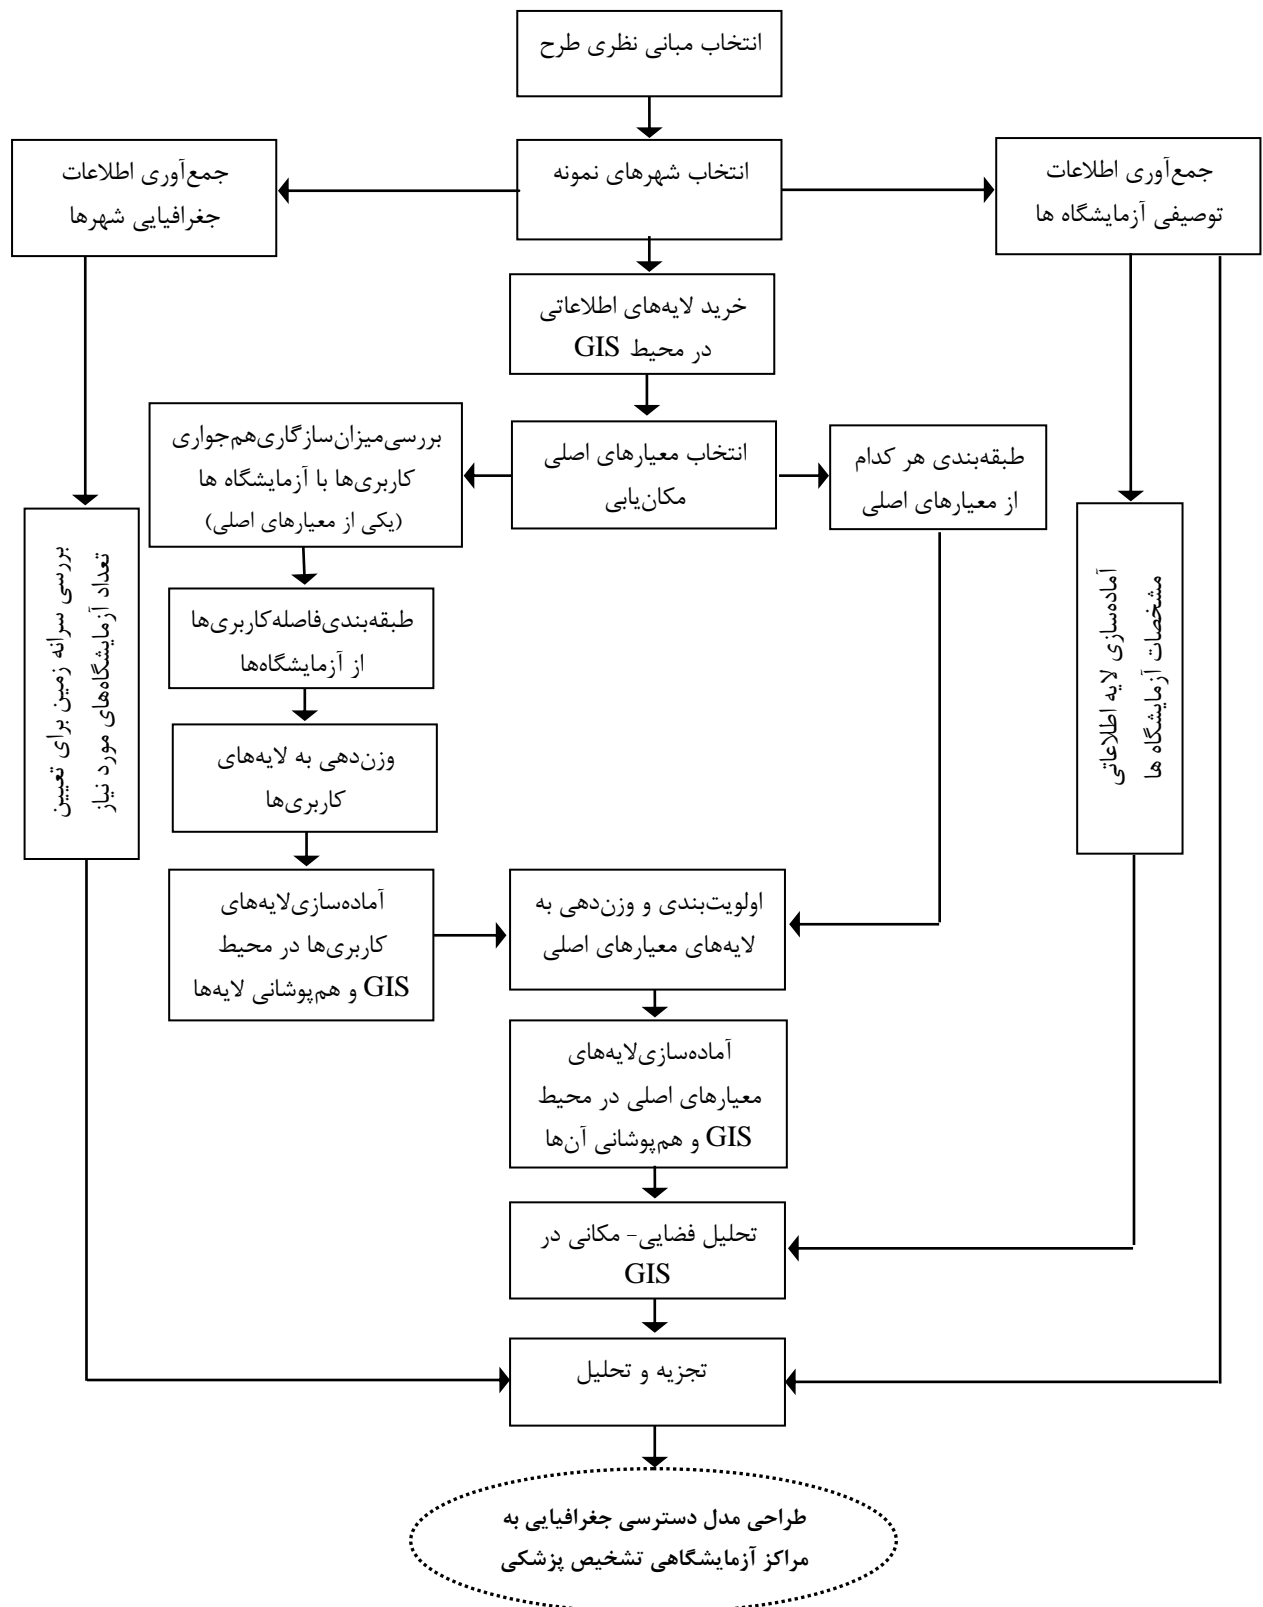 انتخاب مبانی نظری طرح
جمع‌آوری اطلاعات
توصیفی آزمایشگاه ها
انتخاب شهرهای نمونه
جمع‌آوری اطلاعات
جغرافیایی شهرها
خرید لایه‌های اطلاعاتی
در محیط GIS
طبقه‌بندی هر کدام
از معیارهای اصلی
انتخاب معیارهای اصلی
مکان‌یابی
بررسی‌میزان‌سازگاری‌هم‌جواری
کاربری‌ها با آزمایشگاه ها
(یکی از معیارهای اصلی)
آماده‌سازی لایه اطلاعاتی
مشخصات آزمایشگاه ها
بررسی سرانه زمین برای تعیین
تعداد آزمایشگاه‌های مورد نیاز
طبقه‌بندی‌فاصله‌کاربری‌ها
از آزمایشگاه‌ها
وزن‌دهی به لایه‌های
کاربری‌ها
اولویت‌بندی و وزن‌دهی به
لایه‌های معیارهای اصلی
آماده‌سازی‌لایه‌های
کاربری‌ها در محیط
GIS و هم‌پوشانی لایه‌ها
آماده‌سازی‌لایه‌های
معیارهای اصلی در محیط
GIS و هم‌پوشانی آن‌ها
تحلیل فضایی- مکانی در
GIS
تجزیه و تحلیل
طراحی مدل دسترسی جغرافیایی به
مراکز آزمایشگاهی تشخیص پزشکی